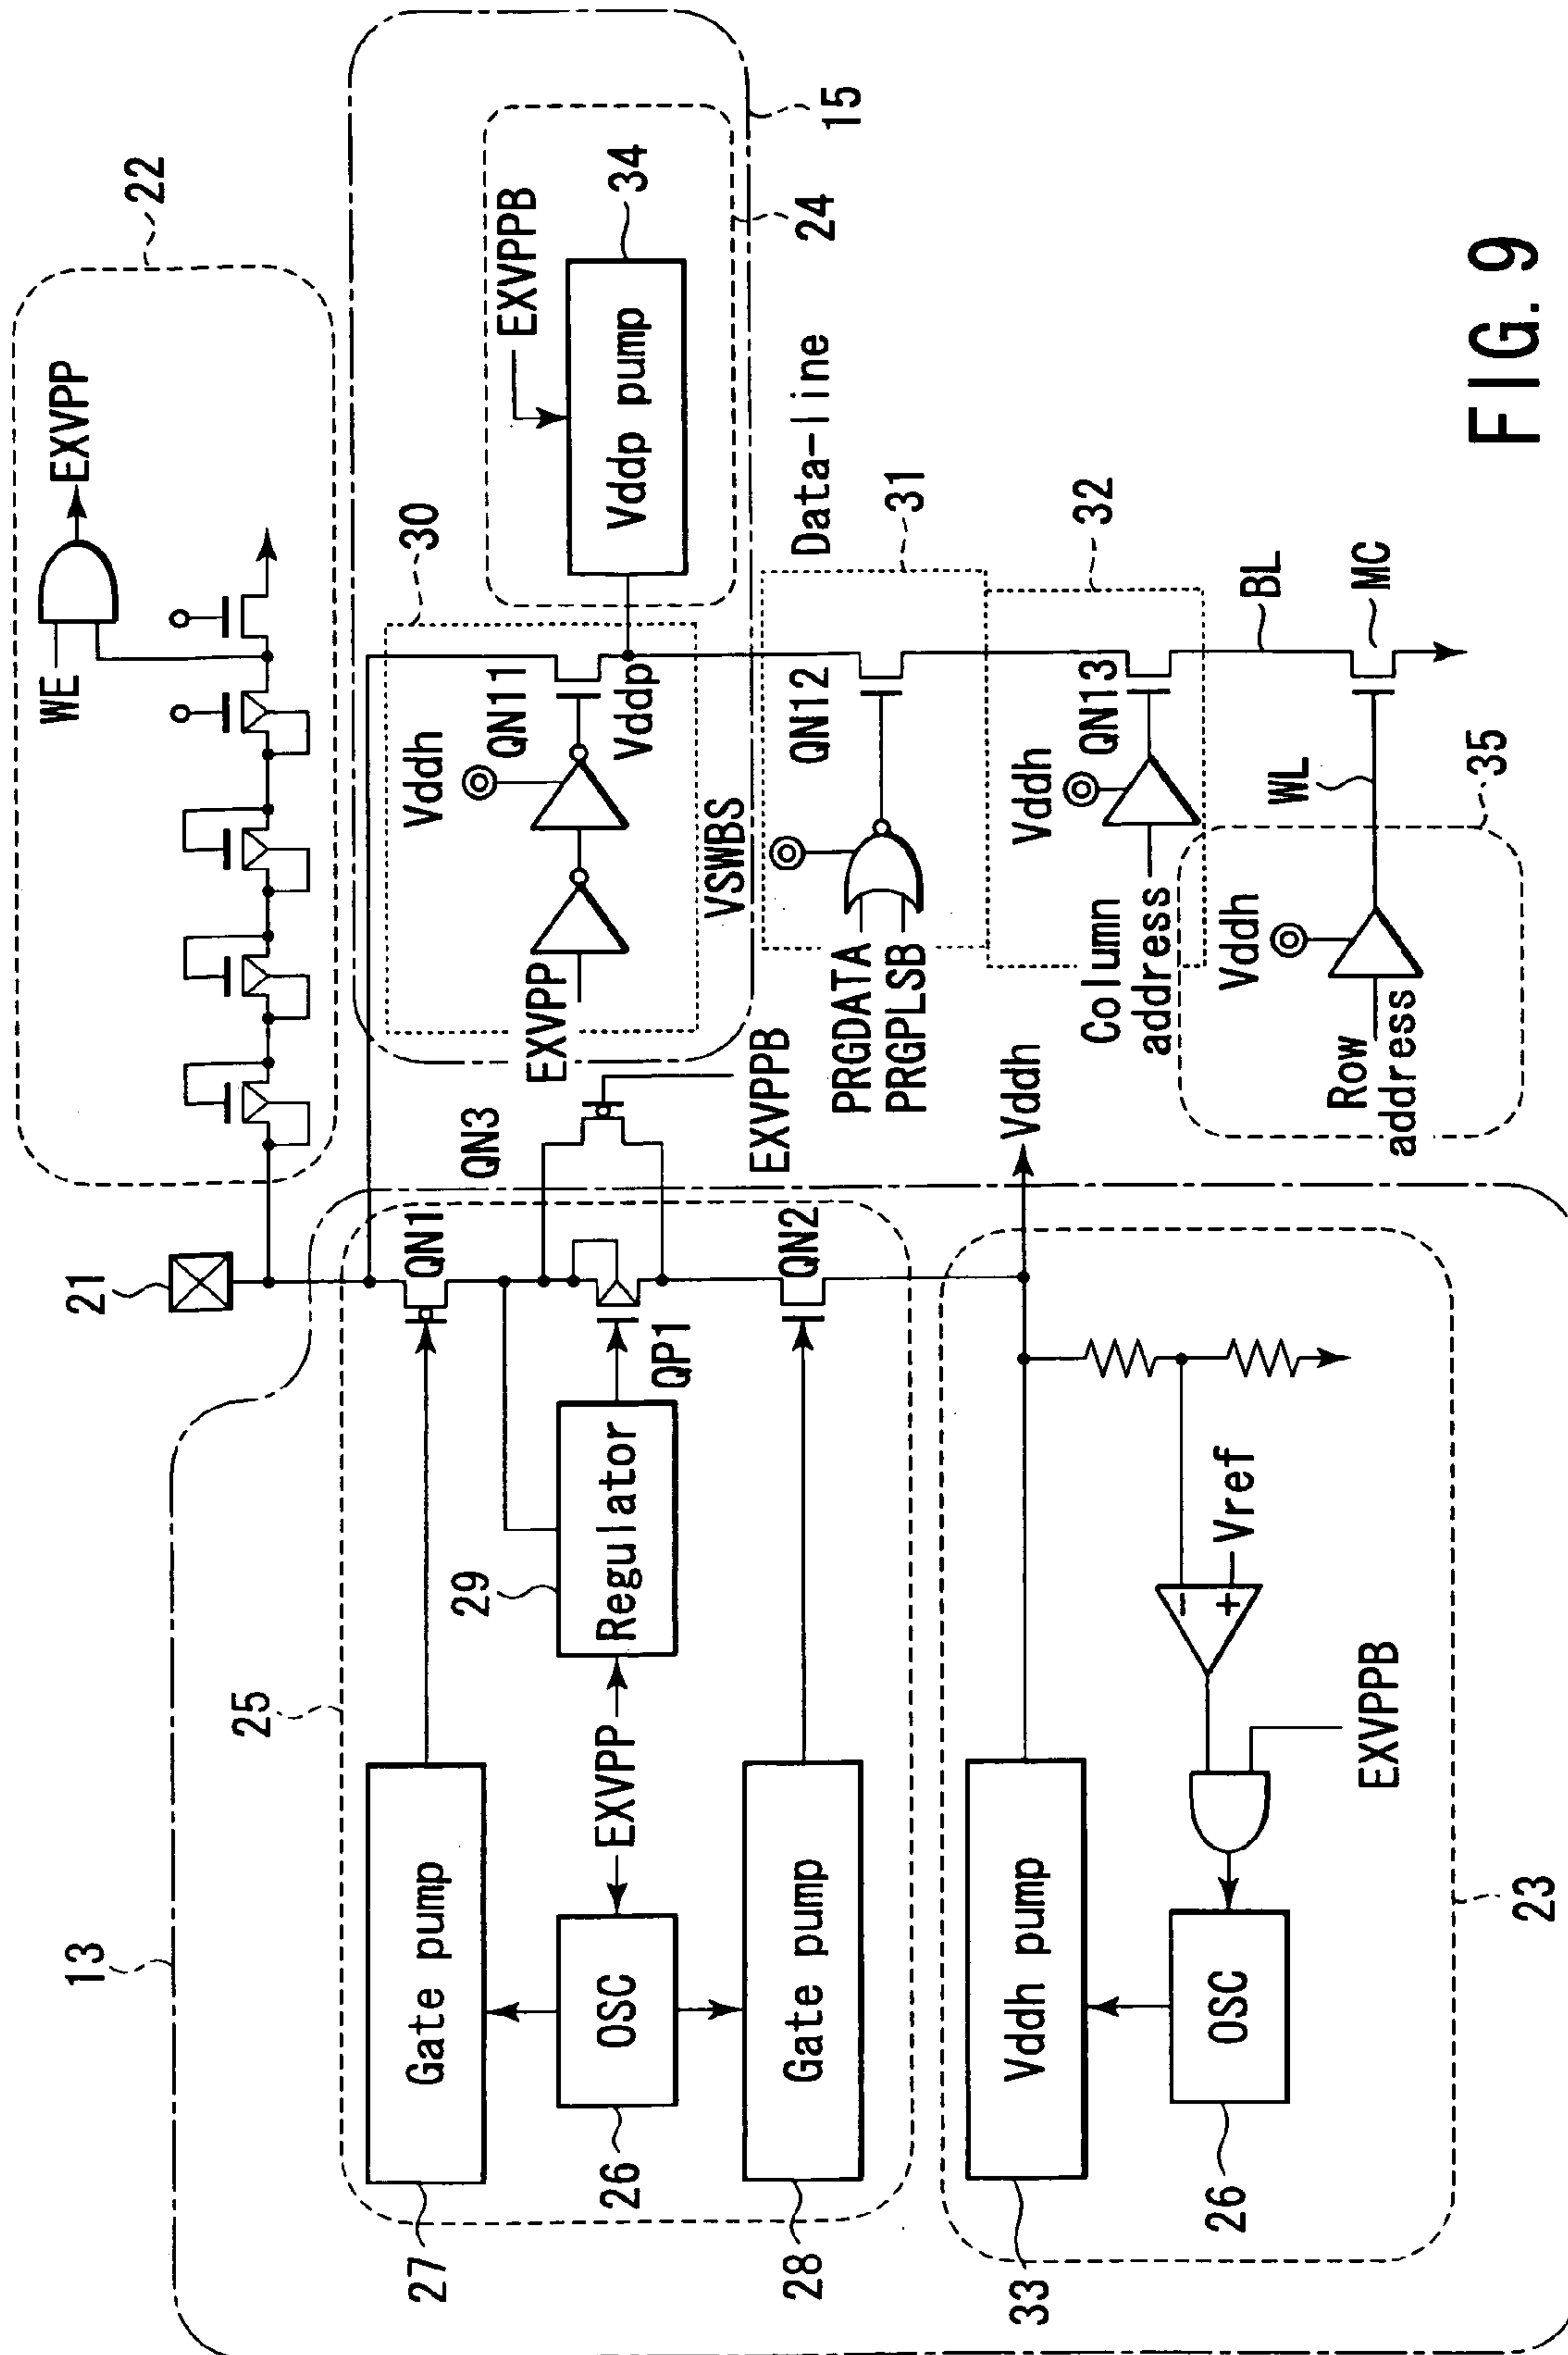 13
21
22
WE
EXVPP
25
27
Gate pump
QN1
QN3
29
Regulator
QP1
EXVPP
OSC
26
Gate pump
28
QN2
EXVPPB
30
Vddh
QN11
EXVPP
Vddp
EXVPPB
34
Vddp pump
24
15
VSWBS
Data-line
31
QN12
PRGDATA
PRGPLSB
32
Vddh
QN13
Column
address
BL
MC
WL
35
Vddh
Row
address
Vddh
33
Vddh pump
OSC
26
-
+
Vref
EXVPPB
23
FIG. 9